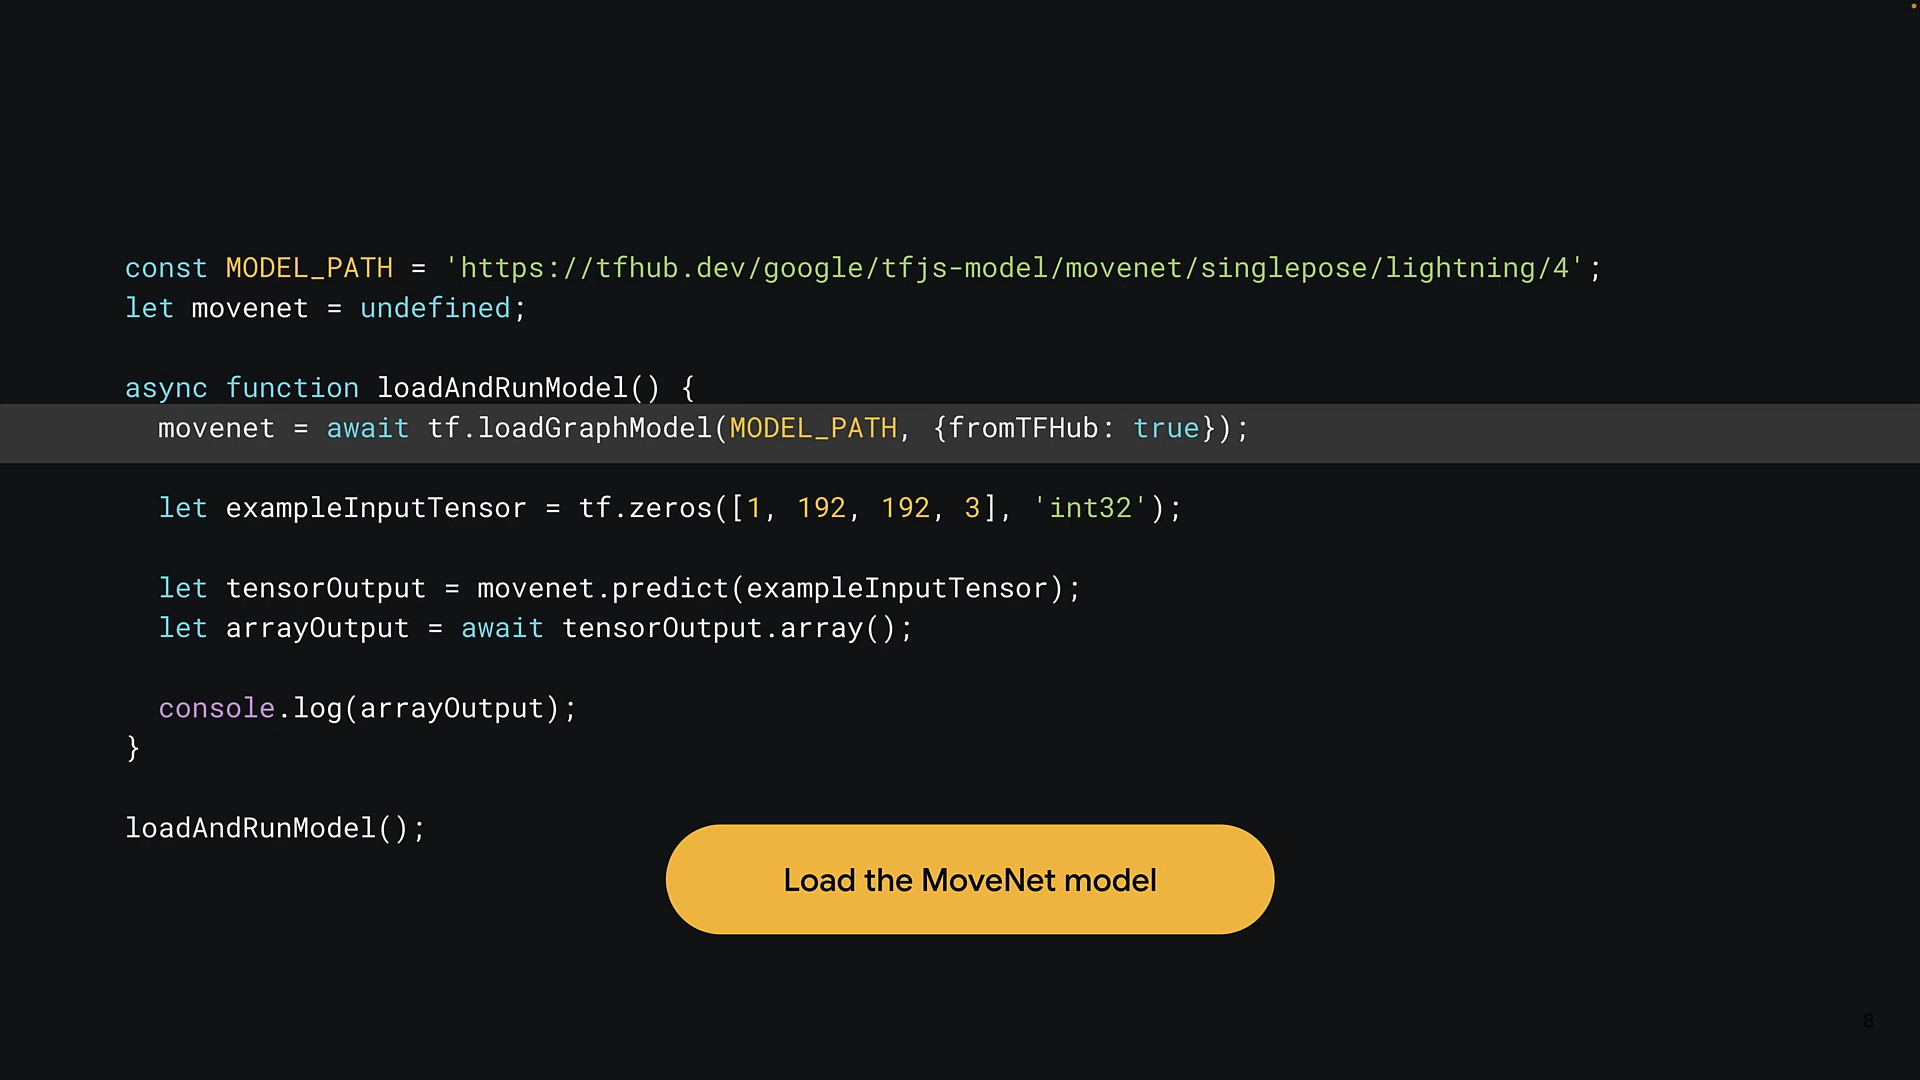 const MODEL_PATH = 'https://tfhub.dev/google/tfjs-model/movenet/singlepose/lightning/4';
let movenet = undefined;
async function loadAndRunModel() {
movenet = await tf.loadGraphModel(MODEL_PATH, {fromTFHub: true});
let exampleInputTensor = tf.zeros([1, 192, 192, 3], 'int32');
let tensorOutput = movenet.predict(exampleInputTensor);
let arrayOutput = await tensorOutput.array();
console.log(arrayOutput);
}
loadAndRunModel();
Load the MoveNet model
8